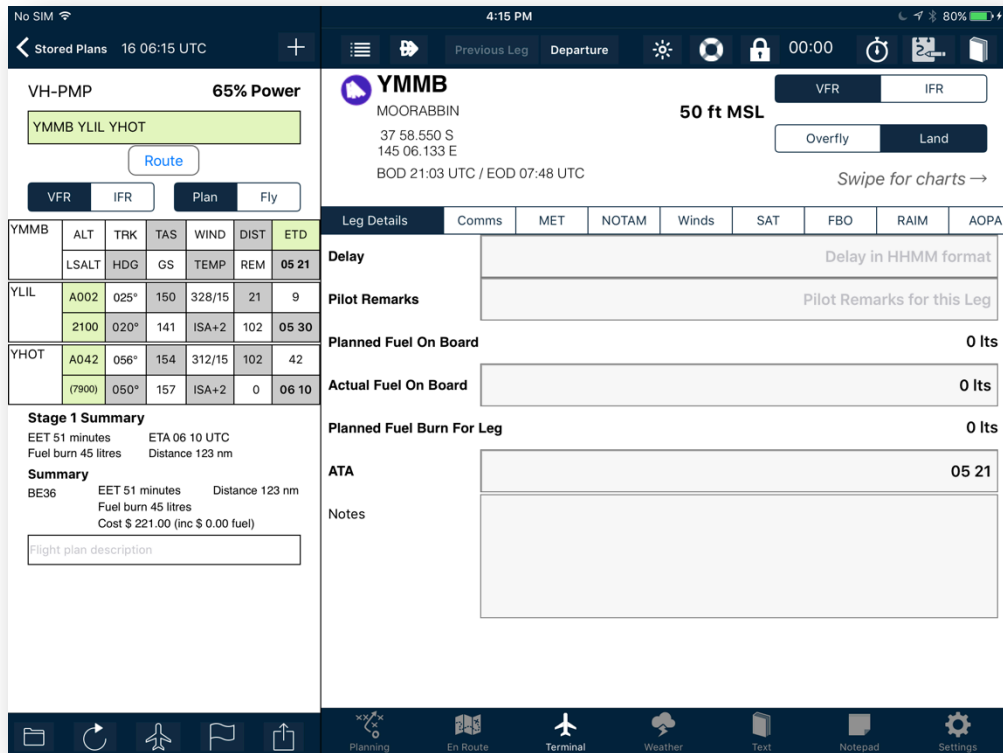 No SIM
4:15 PM
80%
Stored Plans 16 06:15 UTC +
Previous Leg Departure 00:00
VH-PMP 65% Power
YMMB YLIL YHOT
Route
VFR IFR Plan Fly
YMMB ALT TRK TAS WIND DIST ETD
LSALT HDG GS TEMP REM 05 21
YLIL A002 025° 150 328/15 21 9
2100 020° 141 ISA+2 102 05 30
YHOT A042 056° 154 312/15 102 42
(7900) 050° 157 ISA+2 0 06 10
Stage 1 Summary
EET 51 minutes ETA 06 10 UTC
Fuel burn 45 litres Distance 123 nm
Summary
BE36 EET 51 minutes Distance 123 nm
Fuel burn 45 litres
Cost $ 221.00 (inc $ 0.00 fuel)
Flight plan description
YMMB
MOORABBIN
50 ft MSL
37 58.550 S
145 06.133 E
BOD 21:03 UTC / EOD 07:48 UTC
VFR IFR
Overfly Land
Swipe for charts →
Leg Details Comms MET NOTAM Winds SAT FBO RAIM AOPA
Delay Delay in HHMM format
Pilot Remarks Pilot Remarks for this Leg
Planned Fuel On Board 0 lts
Actual Fuel On Board 0 lts
Planned Fuel Burn For Leg 0 lts
ATA 05 21
Notes
Planning En Route Terminal Weather Text Notepad Settings